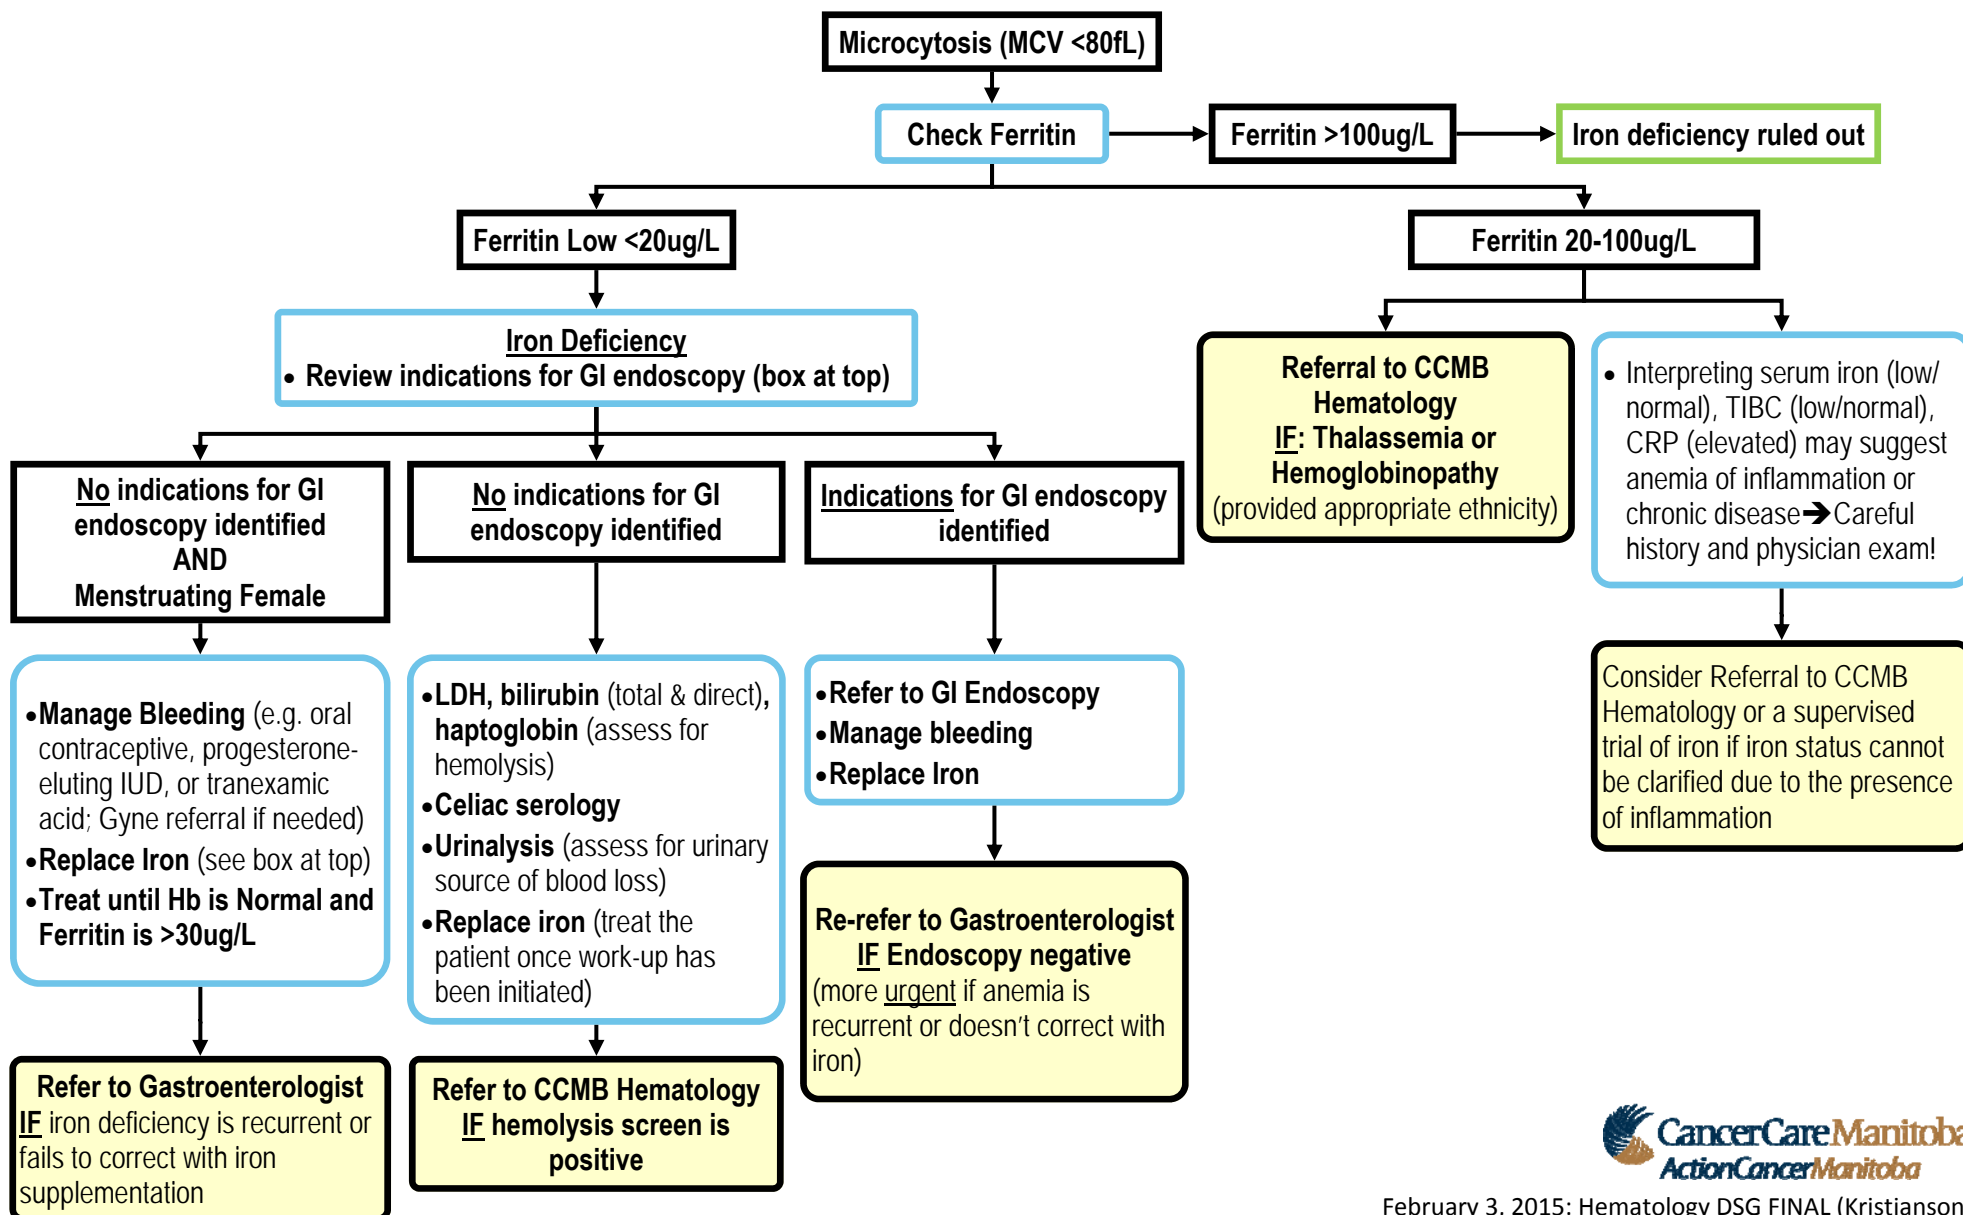 Microcytosis (MCV <80fL)
Check Ferritin
Ferritin >100ug/L
Iron deficiency ruled out
Ferritin Low <20ug/L
Ferritin 20-100ug/L
Iron Deficiency
• Review indications for GI endoscopy (box at top)
Referral to CCMB
Hematology
IF: Thalassemia or
Hemoglobinopathy
(provided appropriate ethnicity)
• Interpreting serum iron (low/
normal), TIBC (low/normal),
CRP (elevated) may suggest
anemia of inflammation or
chronic disease➔Careful
history and physician exam!
No indications for GI
endoscopy identified
AND
Menstruating Female
No indications for GI
endoscopy identified
Indications for GI endoscopy
identified
•Manage Bleeding (e.g. oral
contraceptive, progesterone-
eluting IUD, or tranexamic
acid; Gyne referral if needed)
•Replace Iron (see box at top)
•Treat until Hb is Normal and
Ferritin is >30ug/L
•LDH, bilirubin (total & direct),
haptoglobin (assess for
hemolysis)
•Celiac serology
•Urinalysis (assess for urinary
source of blood loss)
•Replace iron (treat the
patient once work-up has
been initiated)
•Refer to GI Endoscopy
•Manage bleeding
•Replace Iron
Consider Referral to CCMB
Hematology or a supervised
trial of iron if iron status cannot
be clarified due to the presence
of inflammation
Re-refer to Gastroenterologist
IF Endoscopy negative
(more urgent if anemia is
recurrent or doesn't correct with
iron)
Refer to Gastroenterologist
IF iron deficiency is recurrent or
fails to correct with iron
supplementation
Refer to CCMB Hematology
IF hemolysis screen is
positive
CancerCare Manitoba
ActionCancerManitoba
February 3, 2015: Hematology DSG FINAL (Kristianson